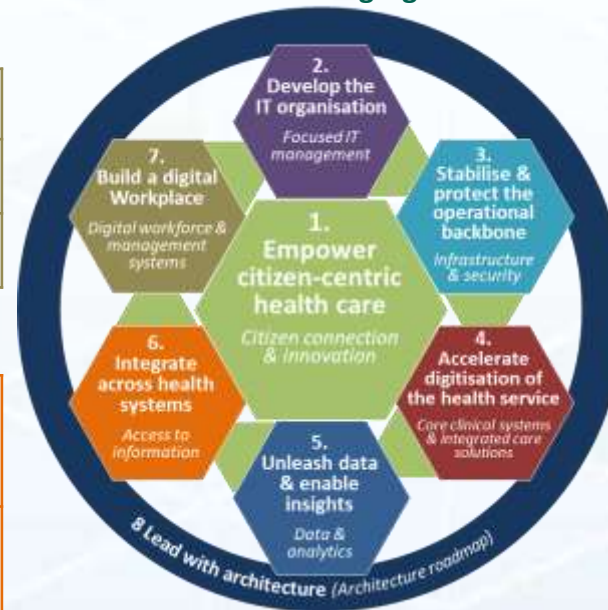 2.
Develop the
IT organisation
Focused IT
management
7.
Build a digital
Workplace
Digital workforce &
management
systems
3.
Stabilise &
protect the
operational
backbone
Infrastructure
& security
1.
Empower
citizen-centric
health care
Citizen connection
& innovation
6.
Integrate
across health
systems
Access to
information
4.
Accelerate
digitisation of
the health service
Core clinical systems
& integrated care
solutions
5.
Unleash data
& enable
insights
Data &
analytics
8 Lead with architecture (Architecture roadmap)